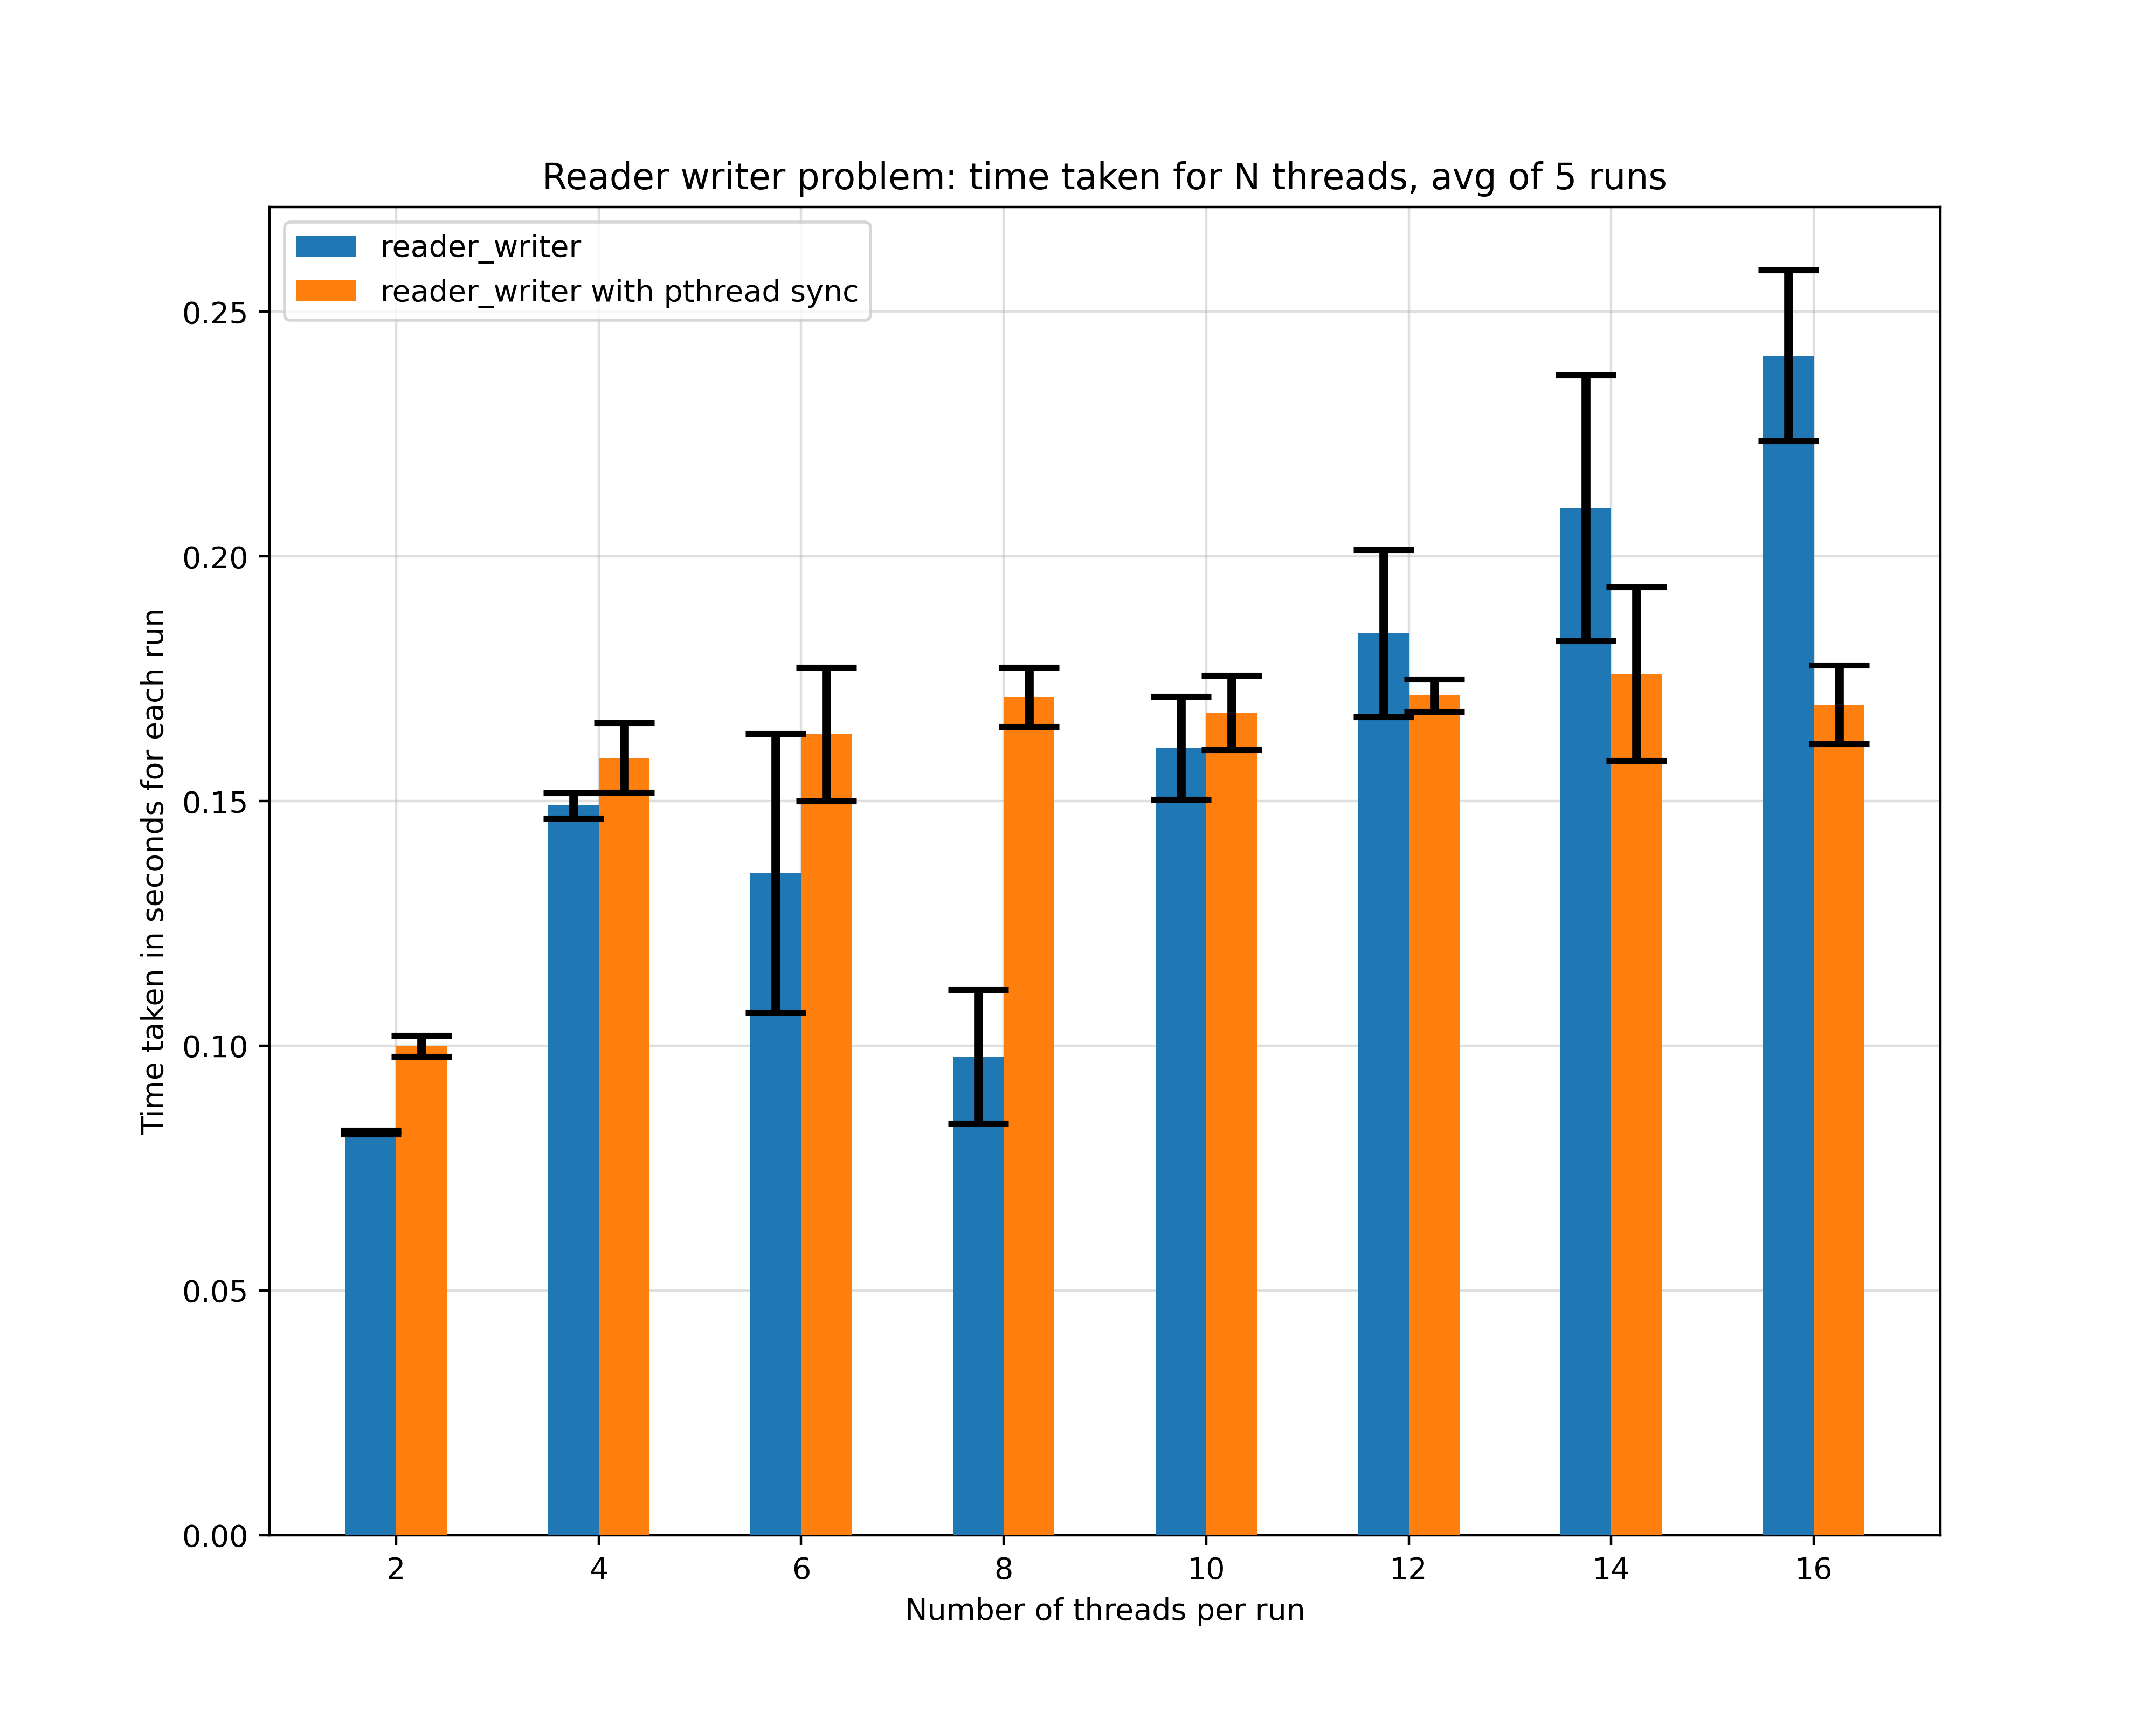 Reader writer problem: time taken for N threads, avg of 5 runs
reader_writer
reader_writer with pthread sync
Time taken in seconds for each run
0.25
0.20
0.15
0.10
0.05
0.00
2 4 6 8 10 12 14 16
Number of threads per run